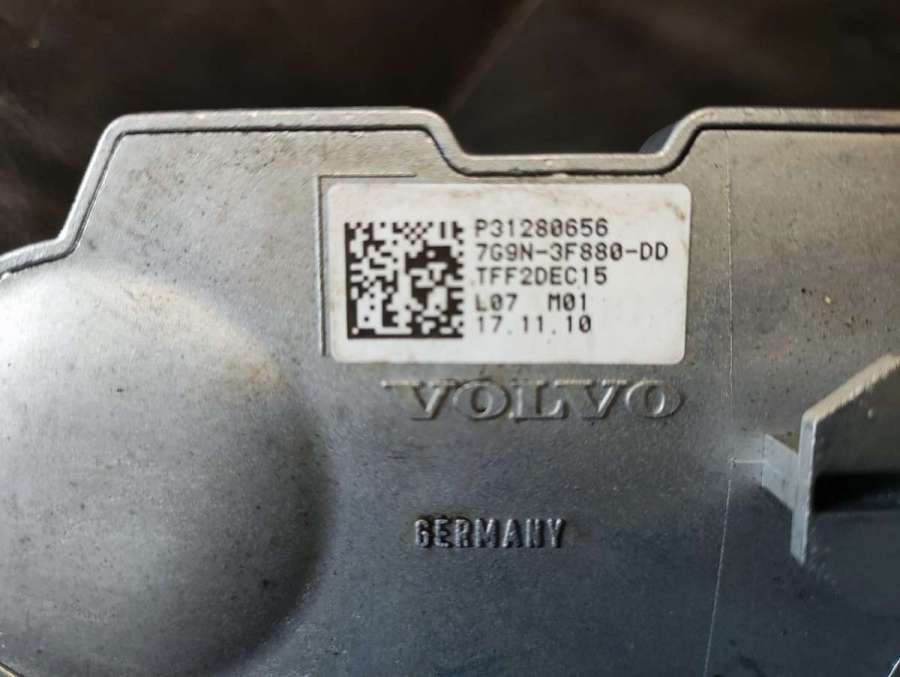 P31280656
7G9N-3F880-DD
TFF2DEC15
L07 M01
17.11.10
VOLVO
GERMANY